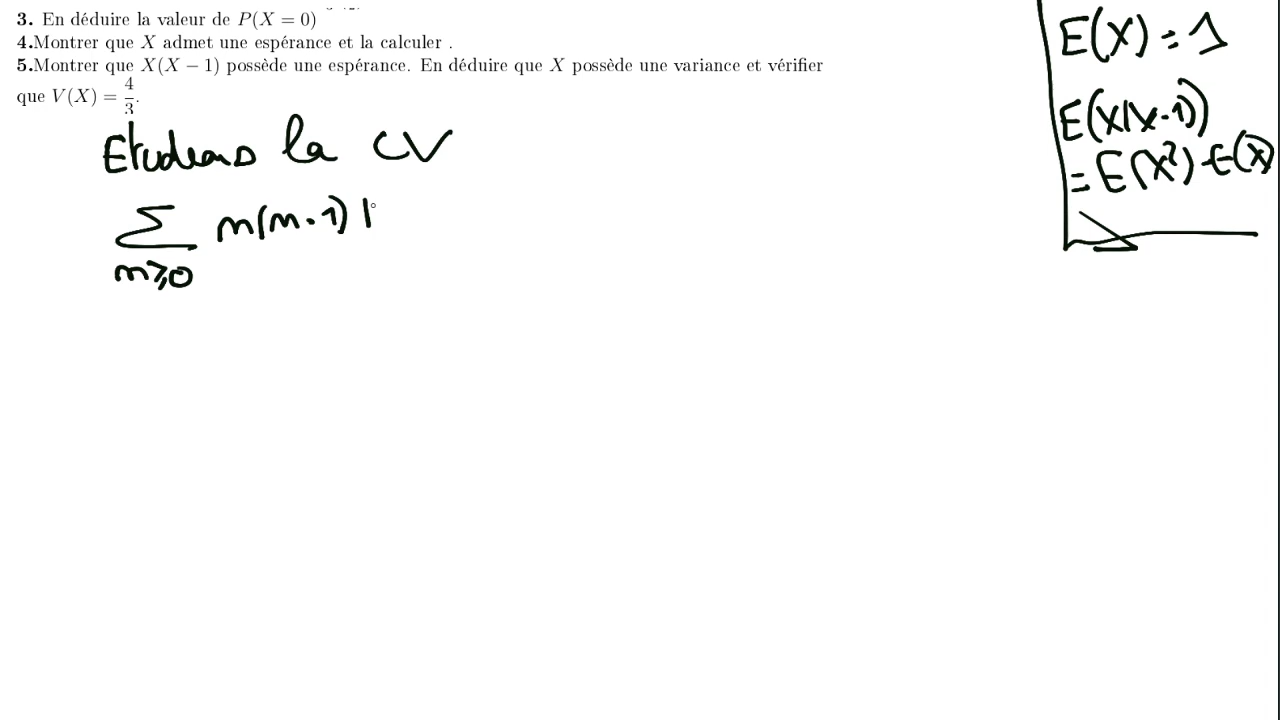 3. En déduire la valeur de P(X = 0)
4.Montrer que X admet une espérance et la calculer .
5.Montrer que X(X − 1) possède une espérance. En déduire que X possède une variance et vérifier
que V(X) = 4/3.
Etudions la CV
∑ n(n-1) P
n≥0
E(X) = 1
E(X(X-1))
= E(X²) - E(X)